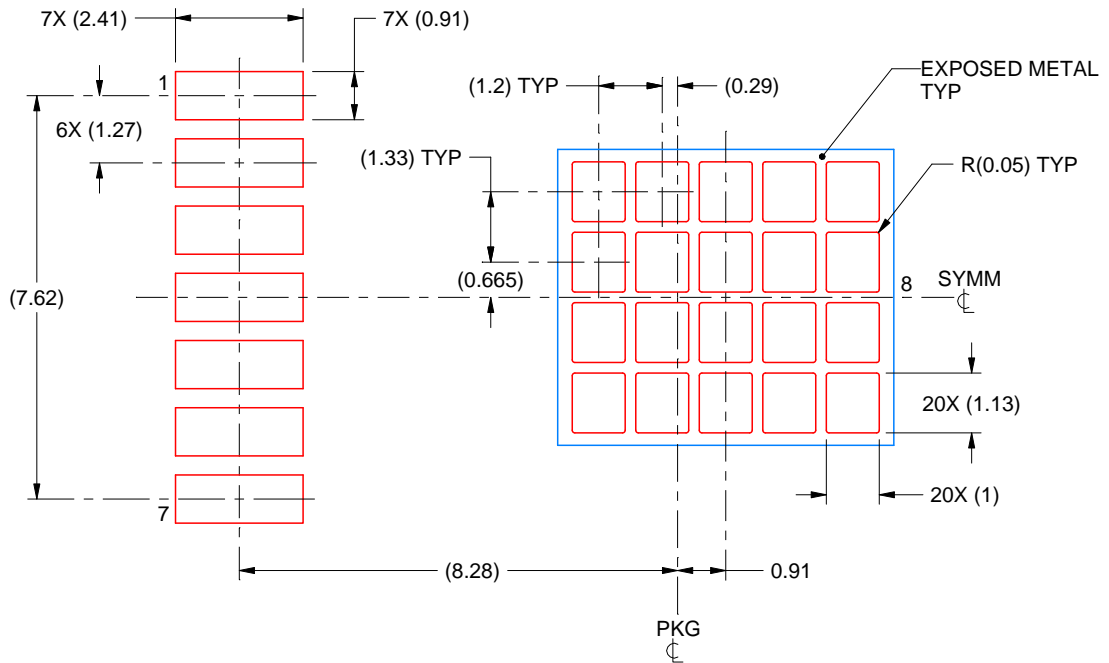 7X (2.41)
7X (0.91)
1
6X (1.27)
(7.62)
7
(1.2) TYP
(0.29)
EXPOSED METAL
TYP
(1.33) TYP
R(0.05) TYP
(0.665)
8
SYMM
℄
20X (1.13)
20X (1)
(8.28)
0.91
PKG
℄